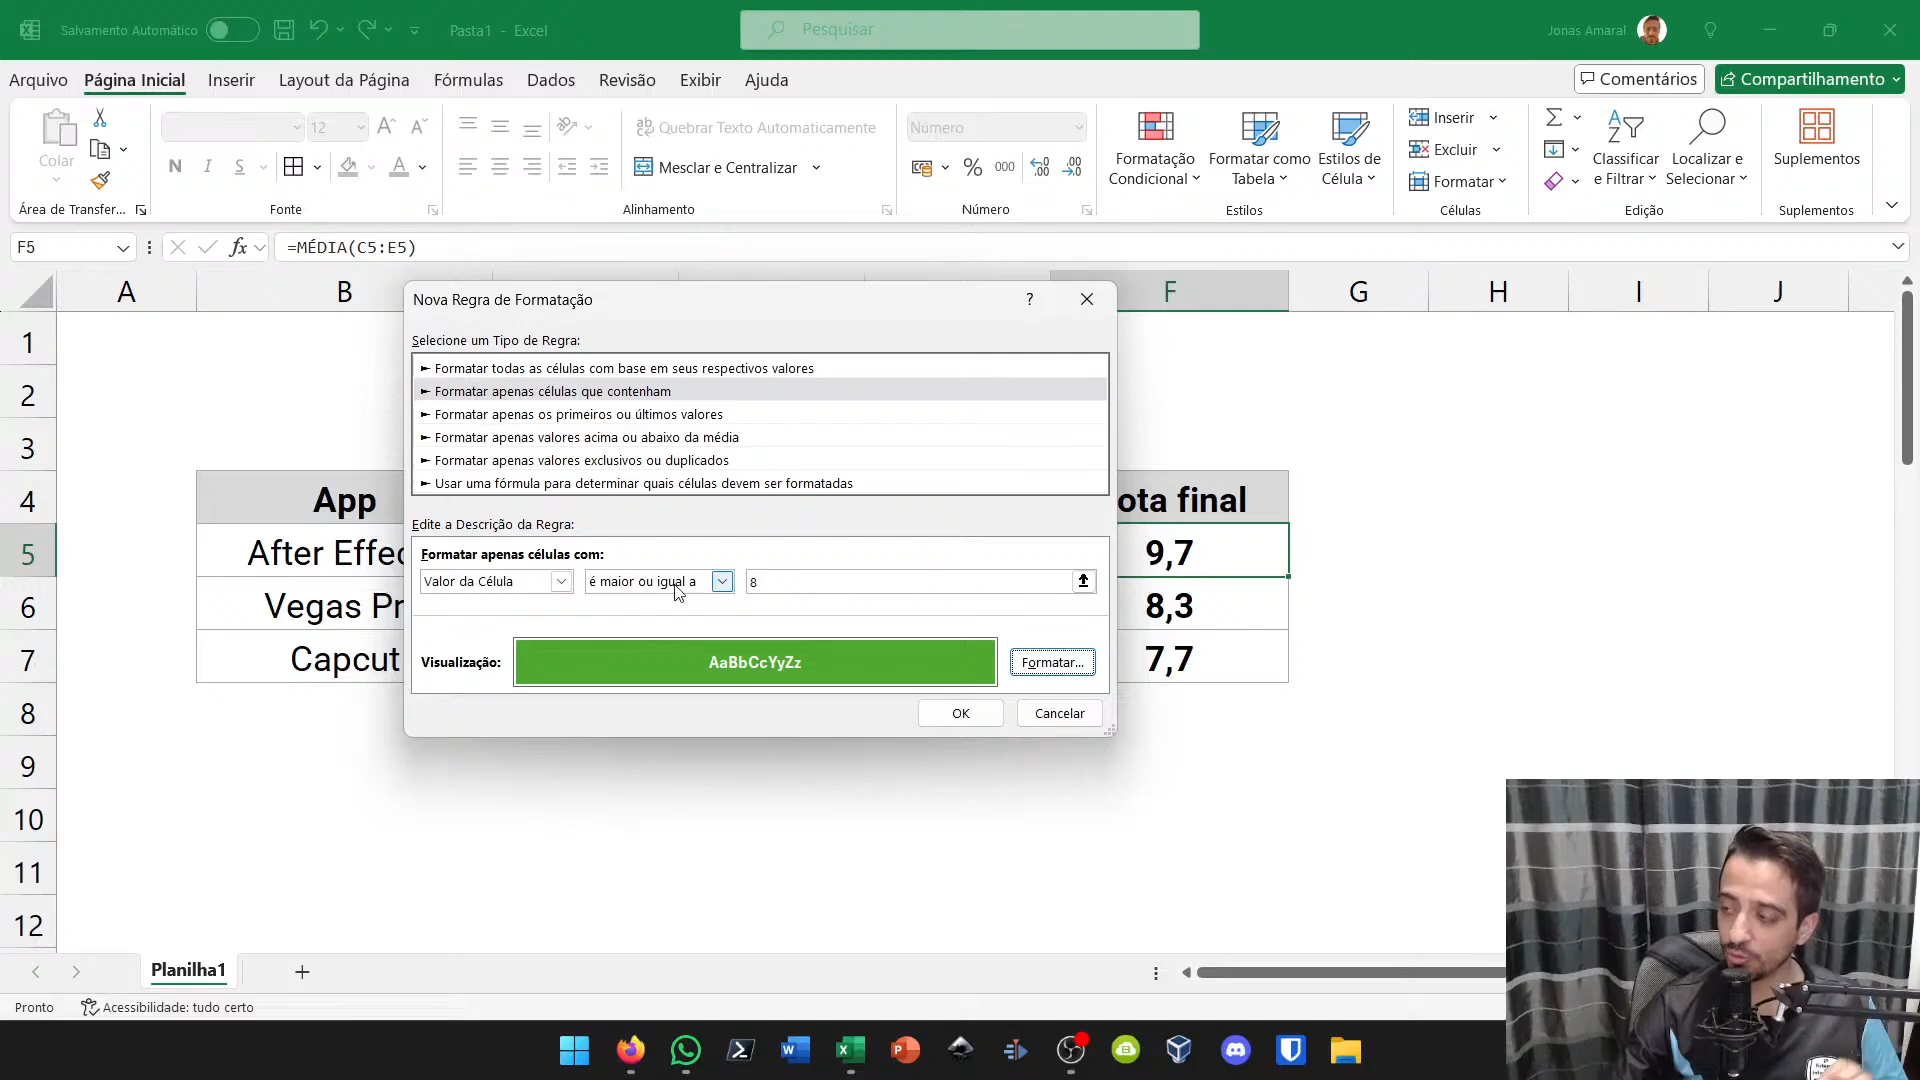 Salvamento Automático
Pasta1 - Excel
Pesquisar
Jonas Amaral
Arquivo
Página Inicial
Inserir
Layout da Página
Fórmulas
Dados
Revisão
Exibir
Ajuda
Comentários
Compartilhamento
Colar
12
N I S
Quebrar Texto Automaticamente
Mesclar e Centralizar
Número
% 000
Formatação Condicional
Formatar como Tabela
Estilos de Célula
Inserir
Excluir
Formatar
Classificar e Filtrar
Localizar e Selecionar
Suplementos
Área de Transfer...
Fonte
Alinhamento
Número
Estilos
Células
Edição
Suplementos
F5
fx
=MÉDIA(C5:E5)
A B F G H I J
Nova Regra de Formatação
?
Selecione um Tipo de Regra:
► Formatar todas as células com base em seus respectivos valores
► Formatar apenas células que contenham
► Formatar apenas os primeiros ou últimos valores
► Formatar apenas valores acima ou abaixo da média
► Formatar apenas valores exclusivos ou duplicados
► Usar uma fórmula para determinar quais células devem ser formatadas
Edite a Descrição da Regra:
Formatar apenas células com:
Valor da Célula
é maior ou igual a
8
Visualização:
AaBbCcYyZz
Formatar...
OK
Cancelar
1
2
3
4 App ota final
5 After Effec 9,7
6 Vegas Pr 8,3
7 Capcut 7,7
8
9
10
11
12
Planilha1
Pronto
Acessibilidade: tudo certo